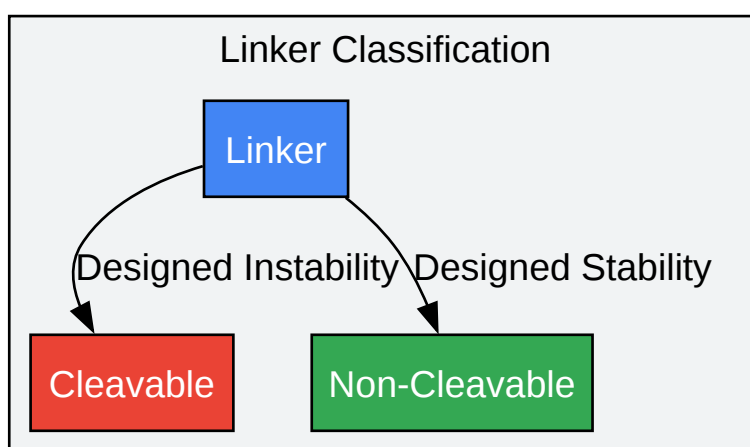 Linker Classification
Linker
Designed Instability
Designed Stability
Cleavable
Non-Cleavable